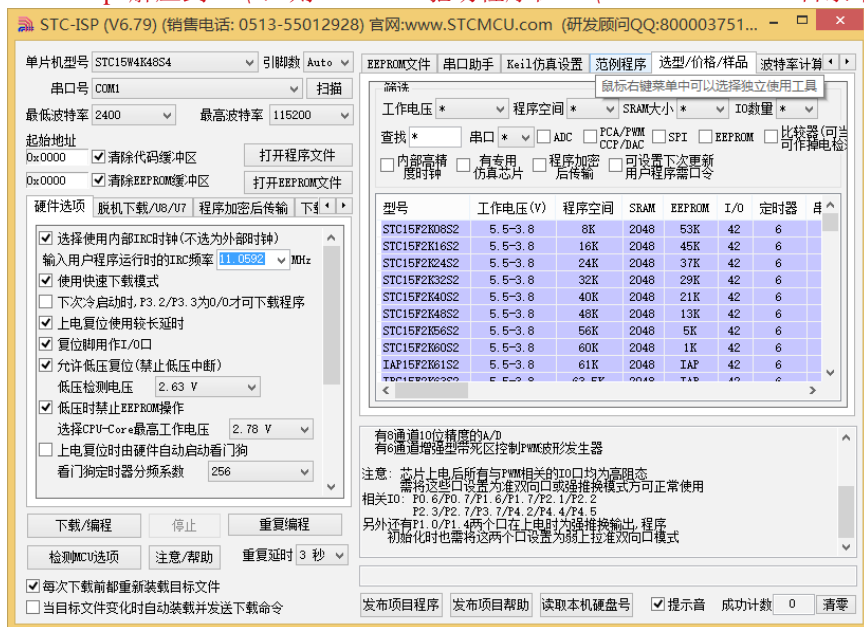 STC-ISP (V6.79) (销售电话: 0513-55012928) 官网:www.STCMCU.com (研发顾问QQ:800003751...
单片机型号 STC15W4K48S4 引脚数 Auto
串口号 COM1 扫描
最低波特率 2400 最高波特率 115200
起始地址
0x0000 清除代码缓冲区 打开程序文件
0x0000 清除EEPROM缓冲区 打开EEPROM文件
硬件选项 脱机下载/U8/U7 程序加密后传输
选择使用内部IRC时钟(不选为外部时钟)
输入用户程序运行时的IRC频率 11.0592 MHz
使用快速下载模式
下次冷启动时,P3.2/P3.3为0/0才可下载程序
上电复位使用较长延时
复位脚用作I/O口
允许低压复位(禁止低压中断)
低压检测电压 2.63 V
低压时禁止EEPROM操作
选择CPU-Core最高工作电压 2.78 V
上电复位时由硬件自动启动看门狗
看门狗定时器分频系数 256
下载/编程 停止 重复编程
检测MCU选项 注意/帮助 重复延时 3 秒
每次下载前都重新装载目标文件
当目标文件变化时自动装载并发送下载命令
EEPROM文件 串口助手 Keil仿真设置 范例程序 选型/价格/样品 波特率计算
鼠标右键菜单中可以选择独立使用工具
筛选
工作电压 * 程序空间 * SRAM大小 * IO数量 *
查找 * 串口 * ADC PCA/PWM CCP/DAC SPI EEPROM 比较器(可当 可作掉电检
内部高精度时钟 有专用仿真芯片 程序加密后传输 可设置下次更新用户程序需口令
型号 工作电压(V) 程序空间 SRAM EEPROM I/O 定时器 串
STC15F2K08S2 5.5-3.8 8K 2048 53K 42 6
STC15F2K16S2 5.5-3.8 16K 2048 45K 42 6
STC15F2K24S2 5.5-3.8 24K 2048 37K 42 6
STC15F2K32S2 5.5-3.8 32K 2048 29K 42 6
STC15F2K40S2 5.5-3.8 40K 2048 21K 42 6
STC15F2K48S2 5.5-3.8 48K 2048 13K 42 6
STC15F2K56S2 5.5-3.8 56K 2048 5K 42 6
STC15F2K60S2 5.5-3.8 60K 2048 1K 42 6
IAP15F2K61S2 5.5-3.8 61K 2048 IAP 42 6
有8通道10位精度的A/D
有6通道增强型带死区控制PWM波形发生器
注意: 芯片上电后所有与PWM相关的IO口均为高阻态
需将这些口设置为准双向口或强推挽模式方可正常使用
相关IO: P0.6/P0.7/P1.6/P1.7/P2.1/P2.2
P2.3/P2.7/P3.7/P4.2/P4.4/P4.5
另外还有P1.0/P1.4两个口在上电时为强推挽输出,程序
初始化时也需将这两个口设置为弱上拉准双向口模式
发布项目程序 发布项目帮助 读取本机硬盘号 提示音 成功计数 0 清零